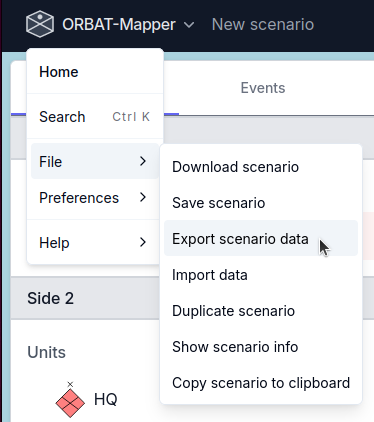 ORBAT-Mapper New scenario
Home
Events
Search Ctrl K
File
Preferences
Help
Download scenario
Save scenario
Export scenario data
Import data
Duplicate scenario
Show scenario info
Copy scenario to clipboard
Side 2
Units
HQ